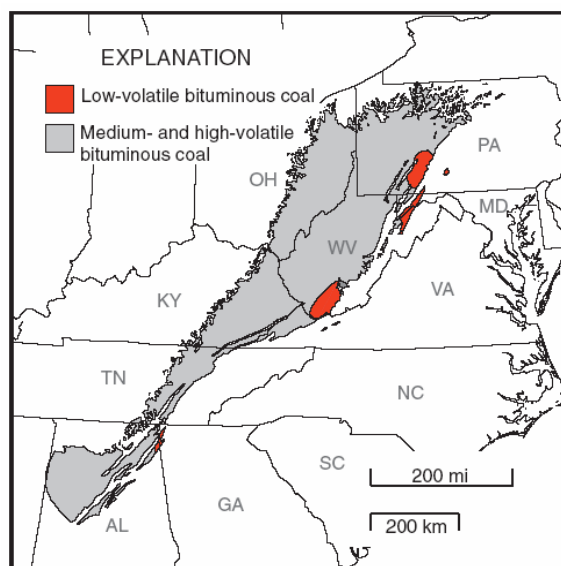 EXPLANATION
Low-volatile bituminous coal
Medium- and high-volatile
bituminous coal
PA
OH
MD
WV
VA
KY
TN
NC
SC
200 mi
GA
AL
200 km